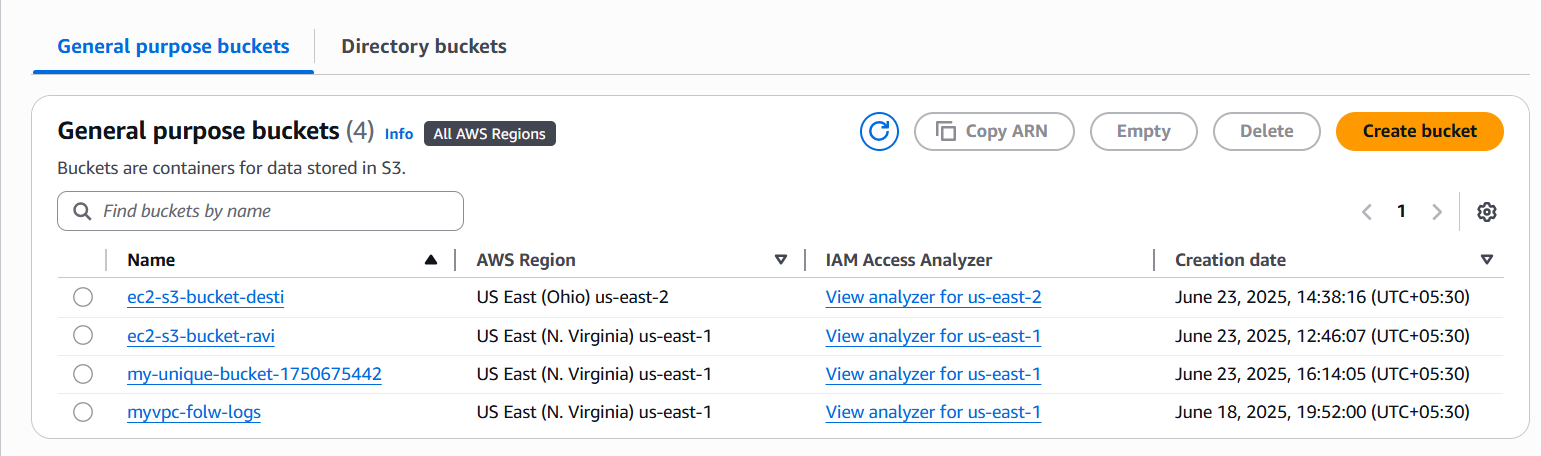 General purpose buckets Directory buckets
General purpose buckets (4) Info All AWS Regions Copy ARN Empty Delete Create bucket
Buckets are containers for data stored in S3.
Find buckets by name 1
Name AWS Region IAM Access Analyzer Creation date
ec2-s3-bucket-desti US East (Ohio) us-east-2 View analyzer for us-east-2 June 23, 2025, 14:38:16 (UTC+05:30)
ec2-s3-bucket-ravi US East (N. Virginia) us-east-1 View analyzer for us-east-1 June 23, 2025, 12:46:07 (UTC+05:30)
my-unique-bucket-1750675442 US East (N. Virginia) us-east-1 View analyzer for us-east-1 June 23, 2025, 16:14:05 (UTC+05:30)
myvpc-folw-logs US East (N. Virginia) us-east-1 View analyzer for us-east-1 June 18, 2025, 19:52:00 (UTC+05:30)